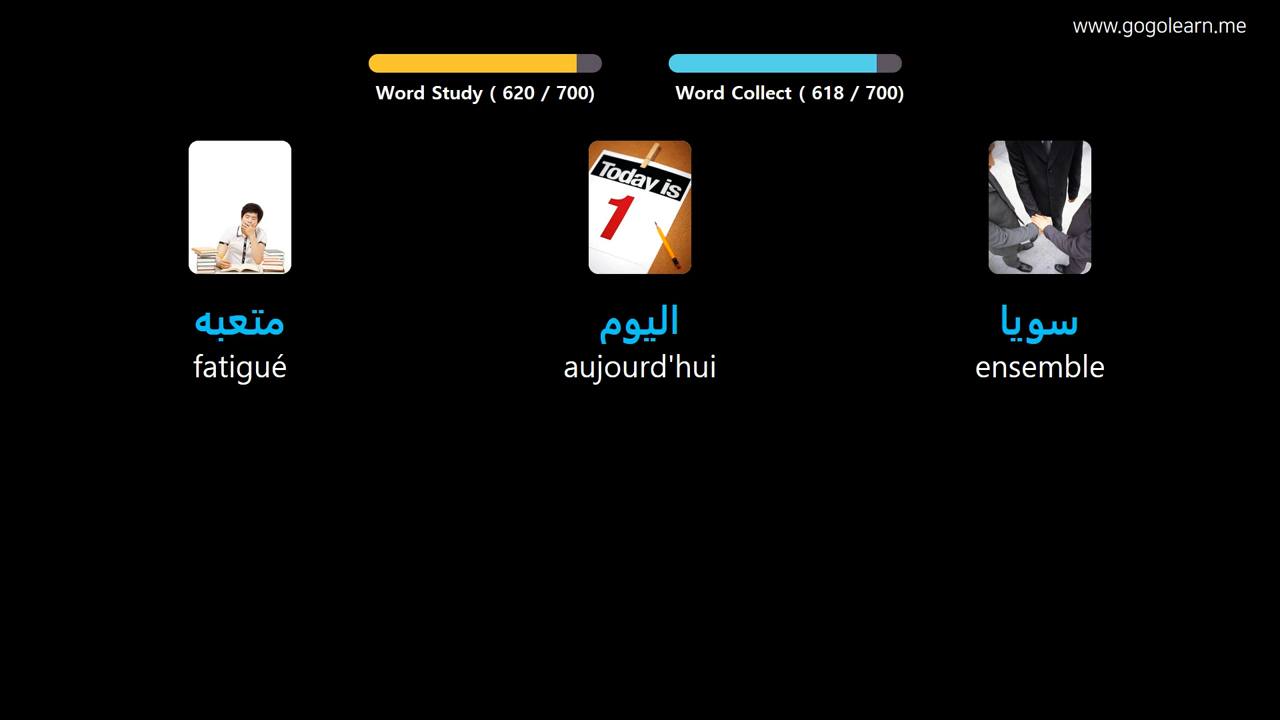 www.gogolearn.me
Word Study ( 620 / 700)
Word Collect ( 618 / 700)
Today is
1
متعبه
fatigué
اليوم
aujourd'hui
سويا
ensemble